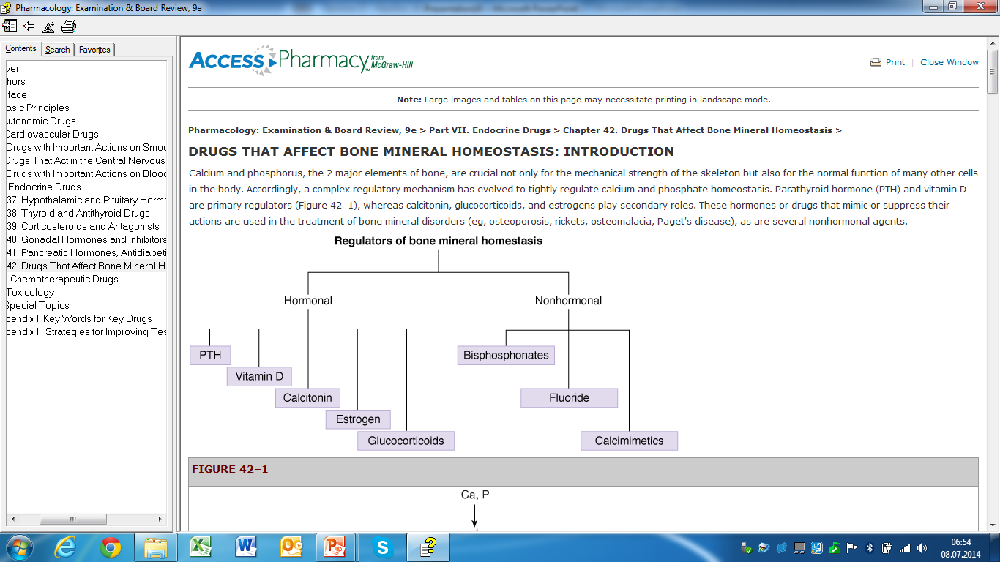 Pharmacology: Examination & Board Review, 9e
Contents
Search
Favorites
ver
hors
face
asic Principles
utonomic Drugs
Cardiovascular Drugs
Drugs with Important Actions on Smoo
Drugs That Act in the Central Nervous
Drugs with Important Actions on Blood
Endocrine Drugs
37. Hypothalamic and Pituitary Hormo
38. Thyroid and Antithyroid Drugs
39. Corticosteroids and Antagonists
40. Gonadal Hormones and Inhibitors
41. Pancreatic Hormones, Antidiabeti
42. Drugs That Affect Bone Mineral H
Chemotherapeutic Drugs
Toxicology
Special Topics
pendix I. Key Words for Key Drugs
pendix II. Strategies for Improving Tes
ACCESS Pharmacy from McGraw-Hill
Print | Close Window
Note: Large images and tables on this page may necessitate printing in landscape mode.
Pharmacology: Examination & Board Review, 9e > Part VII. Endocrine Drugs > Chapter 42. Drugs That Affect Bone Mineral Homeostasis >
DRUGS THAT AFFECT BONE MINERAL HOMEOSTASIS: INTRODUCTION
Calcium and phosphorus, the 2 major elements of bone, are crucial not only for the mechanical strength of the skeleton but also for the normal function of many other cells
in the body. Accordingly, a complex regulatory mechanism has evolved to tightly regulate calcium and phosphate homeostasis. Parathyroid hormone (PTH) and vitamin D
are primary regulators (Figure 42–1), whereas calcitonin, glucocorticoids, and estrogens play secondary roles. These hormones or drugs that mimic or suppress their
actions are used in the treatment of bone mineral disorders (eg, osteoporosis, rickets, osteomalacia, Paget's disease), as are several nonhormonal agents.
Regulators of bone mineral homestasis
Hormonal
Nonhormonal
PTH
Vitamin D
Calcitonin
Estrogen
Glucocorticoids
Bisphosphonates
Fluoride
Calcimimetics
FIGURE 42–1
Ca, P
06:54
08.07.2014